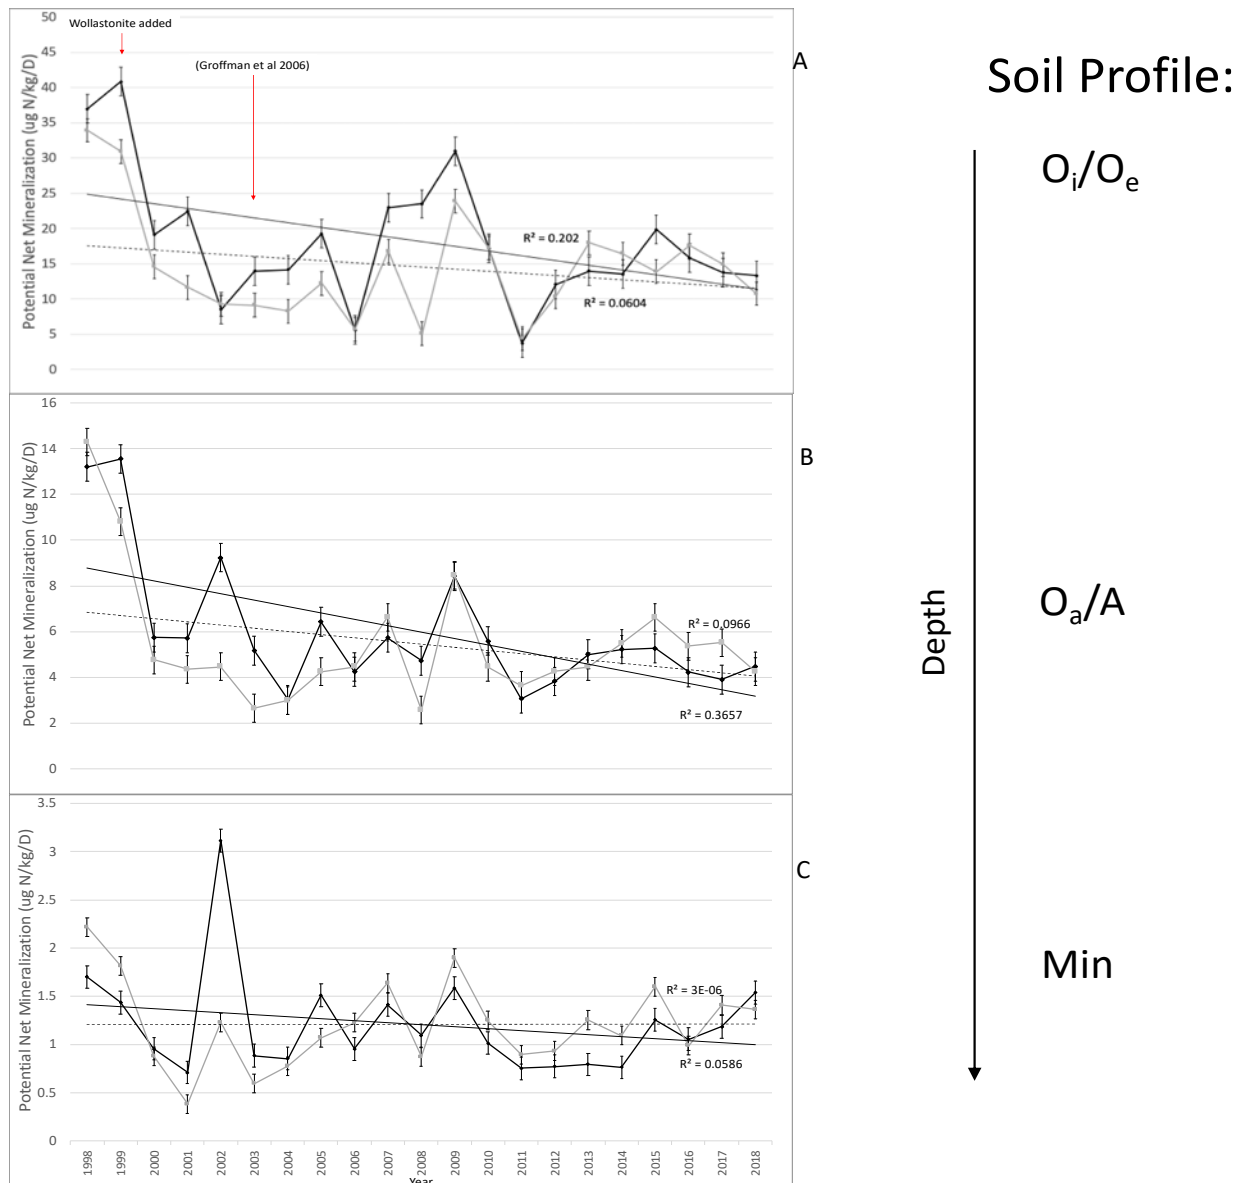 Wollastonite added
(Groffman et al 2006)
A
Soil Profile:
Potential Net Mineralization (ug N/kg/D)
50
45
40
35
30
25
20
15
10
5
0
R² = 0.202
R² = 0.0604
Oi/Oe
B
Potential Net Mineralization (ug N/kg/D)
16
14
12
10
8
6
4
2
0
R² = 0.0966
R² = 0.3657
Depth
Oa/A
C
Potential Net Mineralization (ug N/kg/D)
3.5
3
2.5
2
1.5
1
0.5
0
R² = 3E-06
R² = 0.0586
Min
1998 1999 2000 2001 2002 2003 2004 2005 2006 2007 2008 2009 2010 2011 2012 2013 2014 2015 2016 2017 2018
Year